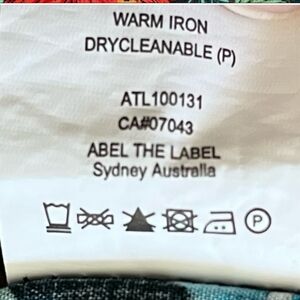 WARM IRON
DRYCLEANABLE (P)
ATL100131
CA#07043
ABEL THE LABEL
Sydney Australia
P